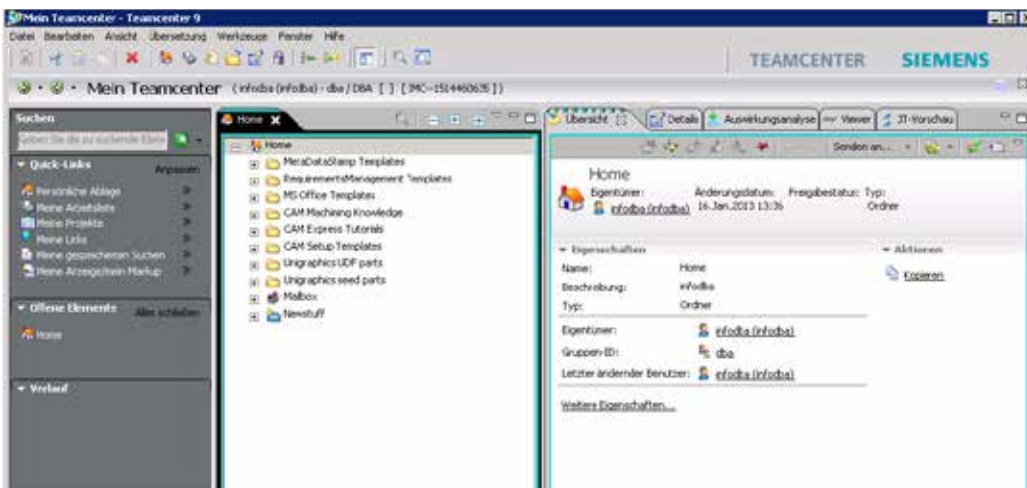 Mein Teamcenter - Teamcenter 9
Datei Bearbeiten Ansicht Übersetzung Werkzeuge Fenster Hilfe
TEAMCENTER SIEMENS
Mein Teamcenter ( infodba (infodba) - dba / DBA [ ] [ IMC--1514460635 ] )
Suchen
Quick-Links
Anpassen
Persönliche Ablage
Meine Arbeitsliste
Meine Projekte
Meine Links
Meine gespeicherten Suchen
Meine Anzeige/mein Markup
Offene Elemente
Alles schließen
Home
Verlauf
Home
Home
MetaDataStamp Templates
RequirementsManagement Templates
MS Office Templates
CAM Machining Knowledge
CAM Express Tutorials
CAM Setup Templates
Unigraphics UDF parts
Unigraphics seed parts
Mailbox
Newstuff
Übersicht Details Auswirkungsanalyse Viewer JT-Vorschau
Senden an...
Home
Eigentümer: Änderungsdatum: Freigabestatus: Typ:
infodba (infodba) 16.Jan.2013 13:36 Ordner
Eigenschaften
Name: Home
Beschreibung: infodba
Typ: Ordner
Eigentümer: infodba (infodba)
Gruppen-ID: dba
Letzter ändernder Benutzer: infodba (infodba)
Weitere Eigenschaften...
Aktionen
Kopieren